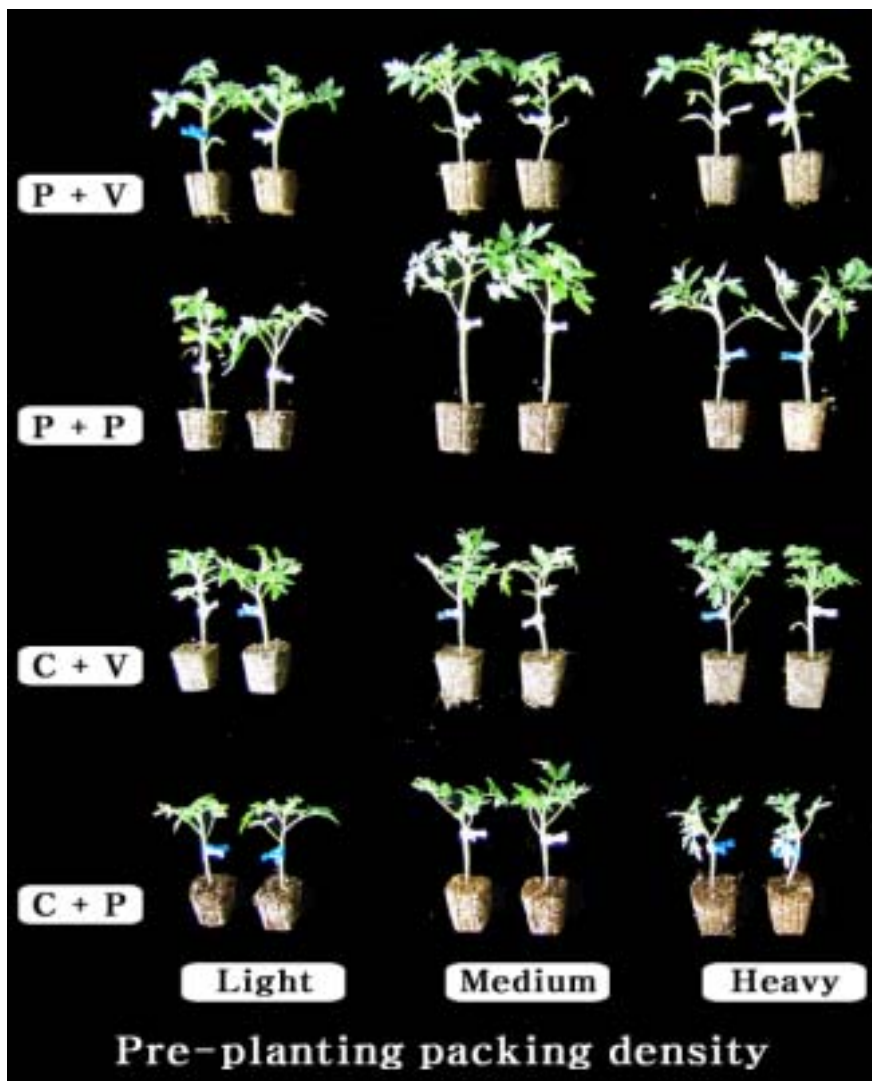 P + V
P + P
C + V
C + P
Light Medium Heavy
Pre-planting packing density